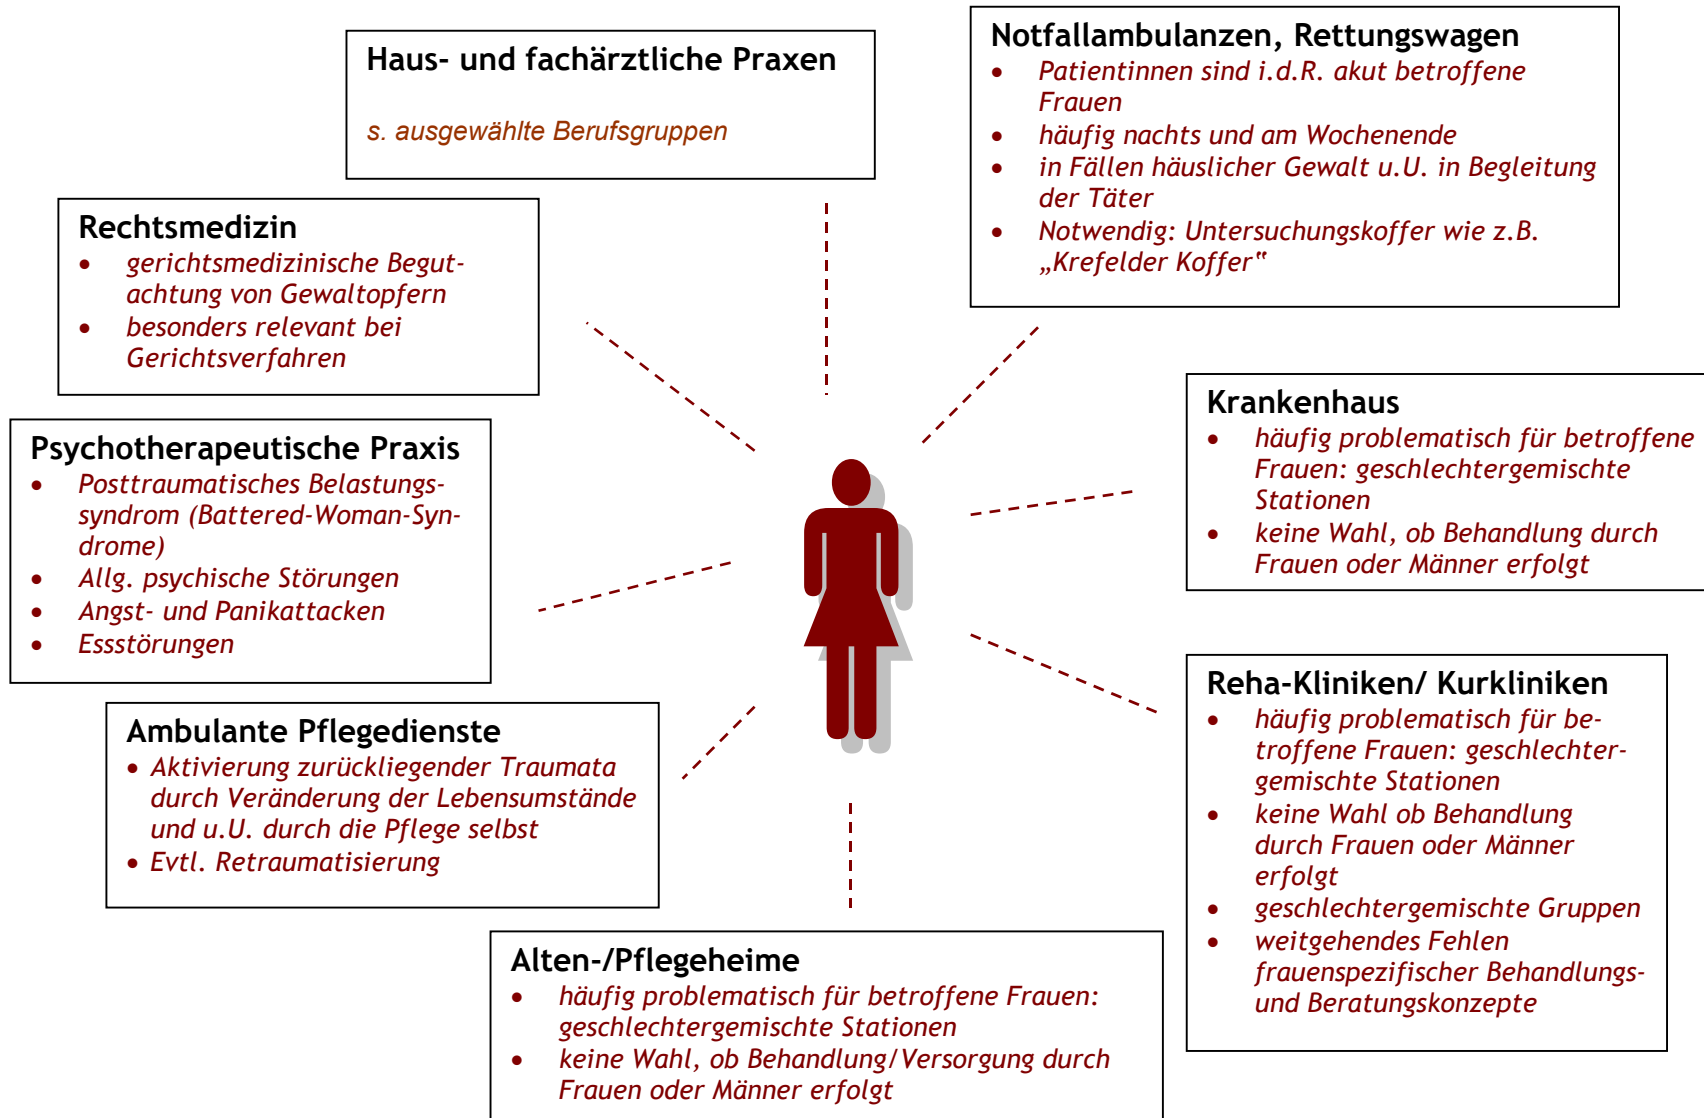 Haus- und fachärztliche Praxen
s. ausgewählte Berufsgruppen
Notfallambulanzen, Rettungswagen
• Patientinnen sind i.d.R. akut betroffene
Frauen
• häufig nachts und am Wochenende
• in Fällen häuslicher Gewalt u.U. in Begleitung
der Täter
• Notwendig: Untersuchungskoffer wie z.B.
„Krefelder Koffer“
Rechtsmedizin
• gerichtsmedizinische Begut-
achtung von Gewaltopfern
• besonders relevant bei
Gerichtsverfahren
Krankenhaus
• häufig problematisch für betroffene
Frauen: geschlechtergemischte
Stationen
• keine Wahl, ob Behandlung durch
Frauen oder Männer erfolgt
Psychotherapeutische Praxis
• Posttraumatisches Belastungs-
syndrom (Battered-Woman-Syn-
drome)
• Allg. psychische Störungen
• Angst- und Panikattacken
• Essstörungen
Reha-Kliniken/ Kurkliniken
• häufig problematisch für be-
troffene Frauen: geschlechter-
gemischte Stationen
• keine Wahl ob Behandlung
durch Frauen oder Männer
erfolgt
• geschlechtergemischte Gruppen
• weitgehendes Fehlen
frauenspezifischer Behandlungs-
und Beratungskonzepte
Ambulante Pflegedienste
• Aktivierung zurückliegender Traumata
durch Veränderung der Lebensumstände
und u.U. durch die Pflege selbst
• Evtl. Retraumatisierung
Alten-/Pflegeheime
• häufig problematisch für betroffene Frauen:
geschlechtergemischte Stationen
• keine Wahl, ob Behandlung/Versorgung durch
Frauen oder Männer erfolgt